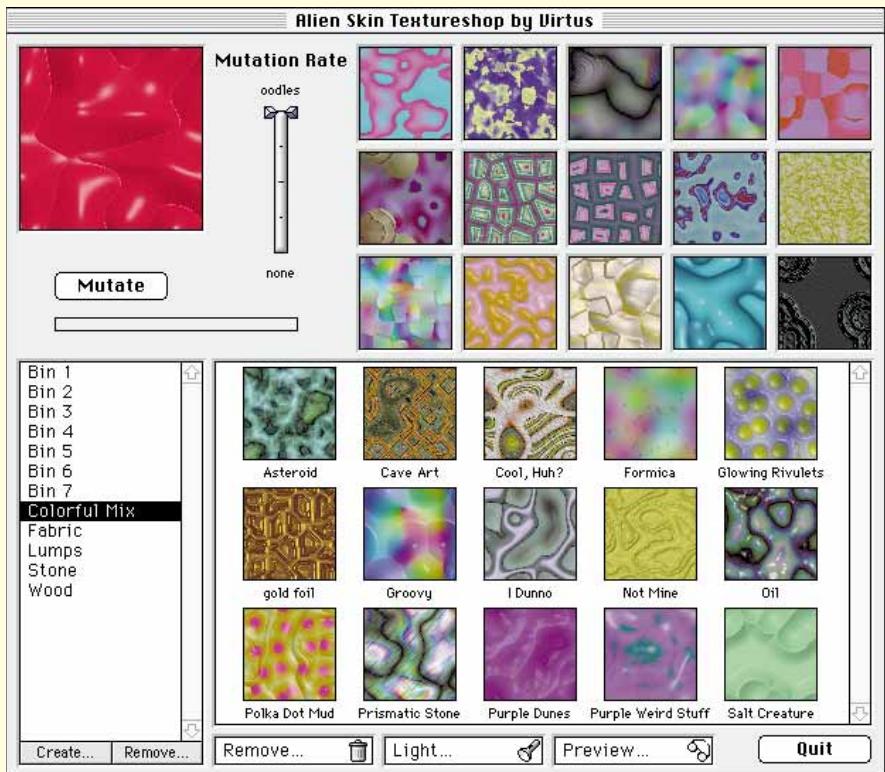 Alien Skin Textureshop by Virtus
Mutation Rate
oodles
none
Mutate
Bin 1
Bin 2
Bin 3
Bin 4
Bin 5
Bin 6
Bin 7
Colorful Mix
Fabric
Lumps
Stone
Wood
Create...
Remove...
Asteroid
Cave Art
Cool, Huh?
Formica
Glowing Rivulets
gold foil
Groovy
I Dunno
Not Mine
Oil
Polka Dot Mud
Prismatic Stone
Purple Dunes
Purple Weird Stuff
Salt Creature
Remove...
Light...
Preview...
Quit